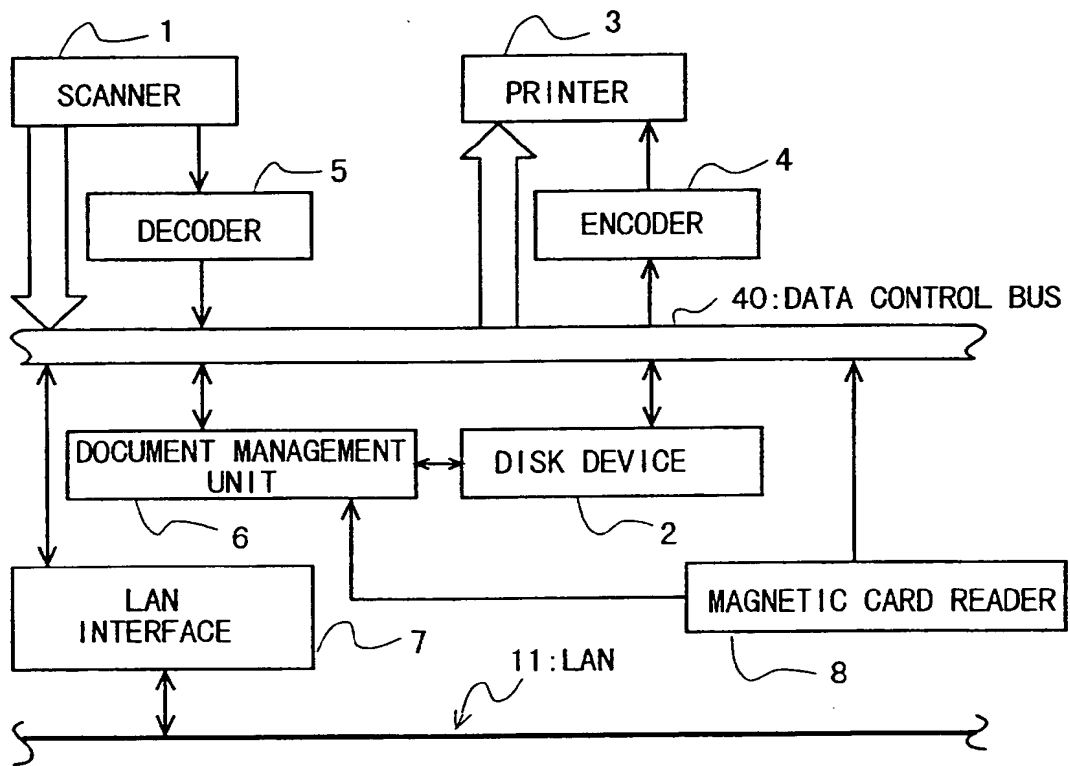 1
SCANNER
3
PRINTER
5
DECODER
4
ENCODER
40:DATA CONTROL BUS
DOCUMENT MANAGEMENT
UNIT
6
DISK DEVICE
2
LAN
INTERFACE
7
MAGNETIC CARD READER
8
11:LAN